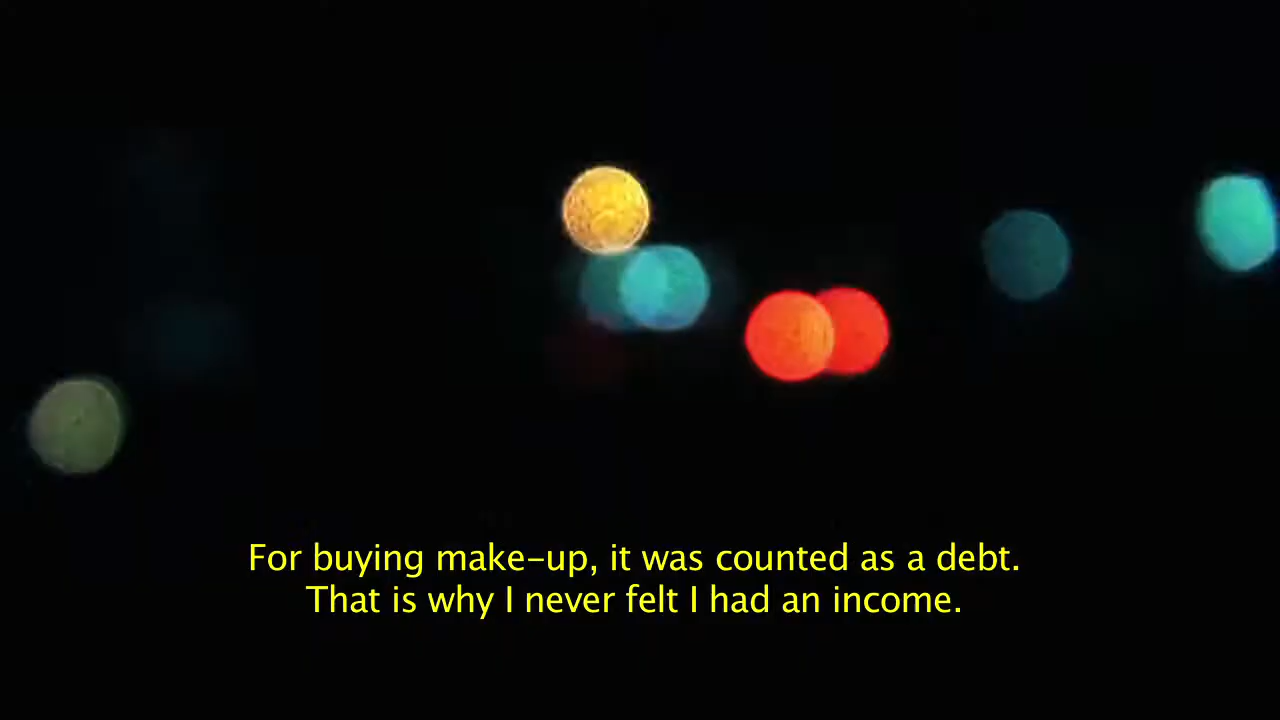 For buying make-up, it was counted as a debt.
That is why I never felt I had an income.